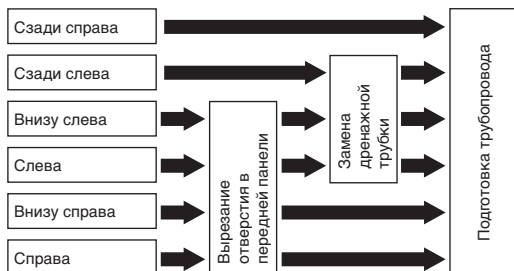 Сзади справа
Сзади слева
Внизу слева
Слева
Внизу справа
Справа
Вырезание
отверстия в
передней панели
Замена
дренажной
трубки
Подготовка трубопровода